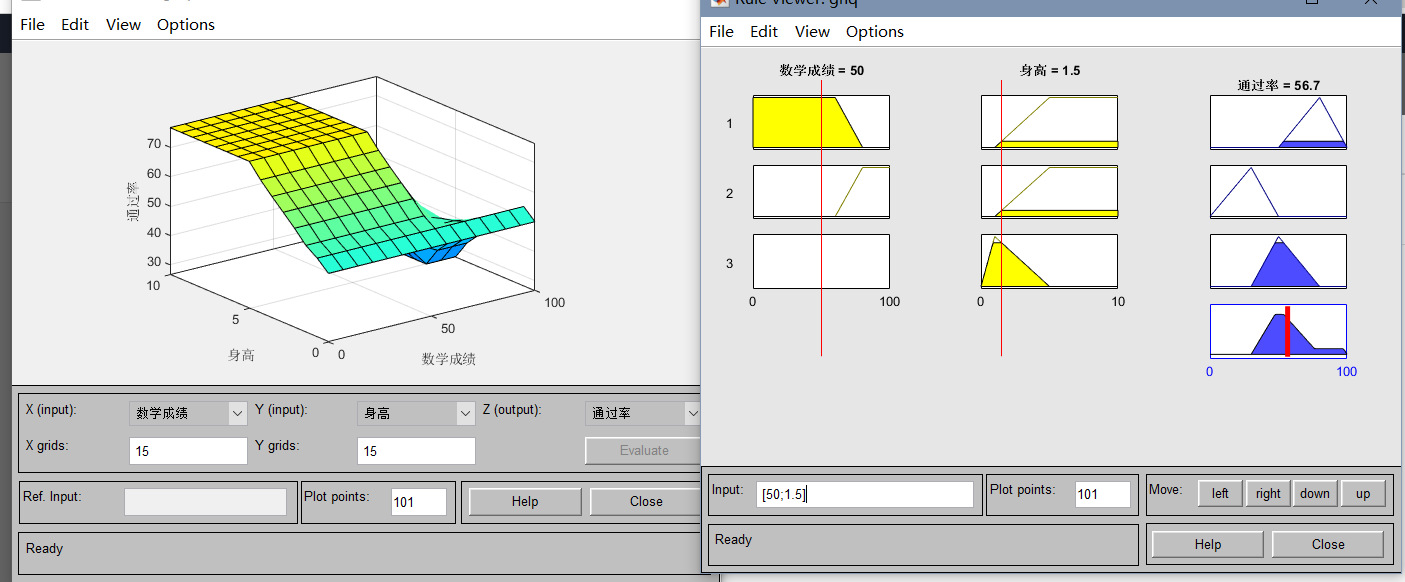 File Edit View Options
70
60
50
40
30
通过率
10
5
0
身高
0
50
100
数学成绩
X (input):
数学成绩
Y (input):
身高
Z (output):
通过率
X grids:
15
Y grids:
15
Evaluate
Ref. Input:
Plot points:
101
Help
Close
Ready
Rule Viewer: ghq
File Edit View Options
数学成绩 = 50
身高 = 1.5
通过率 = 56.7
1
2
3
0
100
0
10
0
100
Input:
[50;1.5]
Plot points:
101
Move:
left
right
down
up
Ready
Help
Close